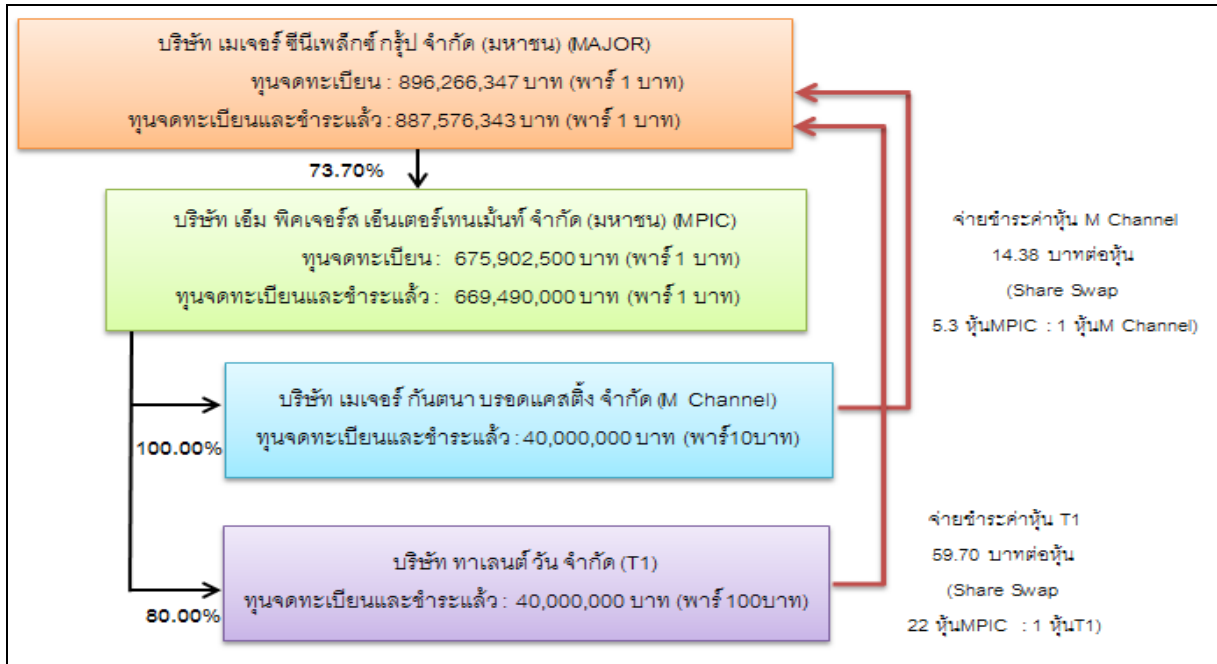 บริษัท เมเจอร์ ซีนีเพล็กซ์ กรุ้ป จำกัด (มหาชน) (MAJOR)
ทุนจดทะเบียน : 896,266,347 บาท (พาร์ 1 บาท)
ทุนจดทะเบียนและชำระแล้ว : 887,576,343 บาท (พาร์ 1 บาท)
73.70%
บริษัท เอ็ม พิคเจอร์ส เอ็นเตอร์เทนเม้นท์ จำกัด (มหาชน) (MPIC)
ทุนจดทะเบียน : 675,902,500 บาท (พาร์ 1 บาท)
ทุนจดทะเบียนและชำระแล้ว : 669,490,000 บาท (พาร์ 1 บาท)
จ่ายชำระค่าหุ้น M Channel
14.38 บาทต่อหุ้น
(Share Swap
5.3 หุ้นMPIC : 1 หุ้นM Channel)
บริษัท เมเจอร์ กันตนา บรอดแคสติ้ง จำกัด (M Channel)
ทุนจดทะเบียนและชำระแล้ว : 40,000,000 บาท (พาร์10บาท)
100.00%
บริษัท ทาเลนต์ วัน จำกัด (T1)
ทุนจดทะเบียนและชำระแล้ว : 40,000,000 บาท (พาร์ 100บาท)
80.00%
จ่ายชำระค่าหุ้น T1
59.70 บาทต่อหุ้น
(Share Swap
22 หุ้นMPIC : 1 หุ้นT1)